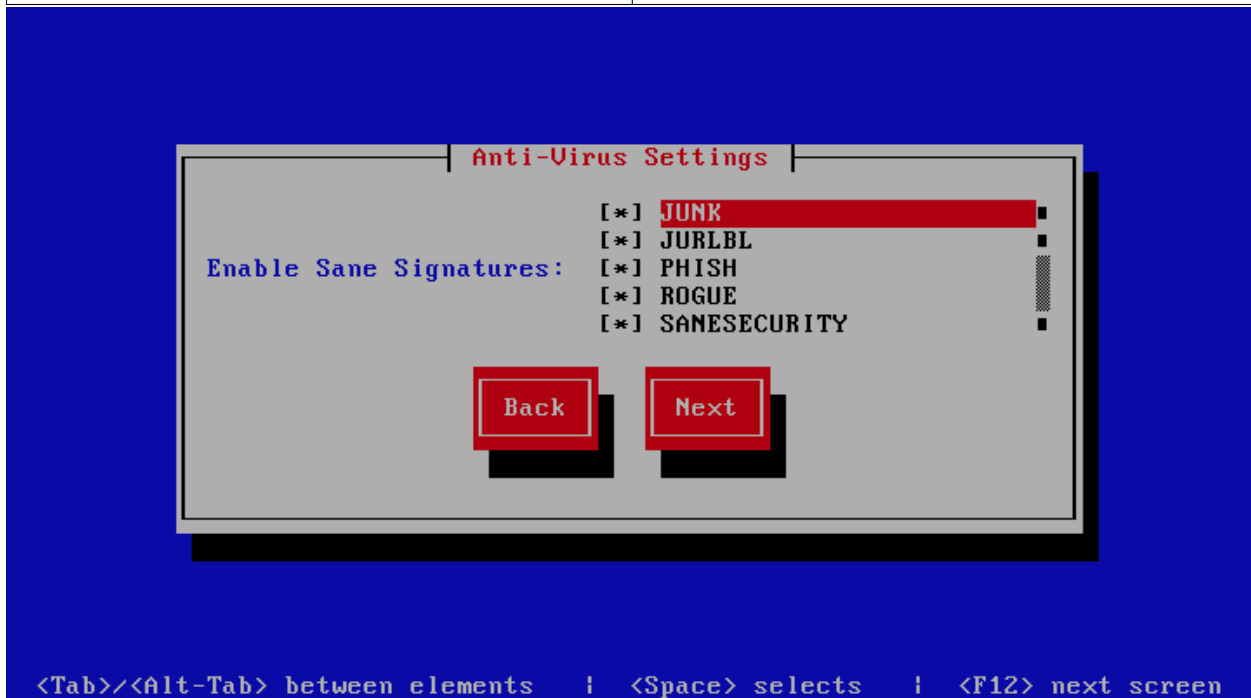 Anti-Virus Settings
[*] JUNK
[*] JURLBL
Enable Sane Signatures: [*] PHISH
[*] ROGUE
[*] SANESECURITY
Back Next
<Tab>/<Alt-Tab> between elements | <Space> selects | <F12> next screen